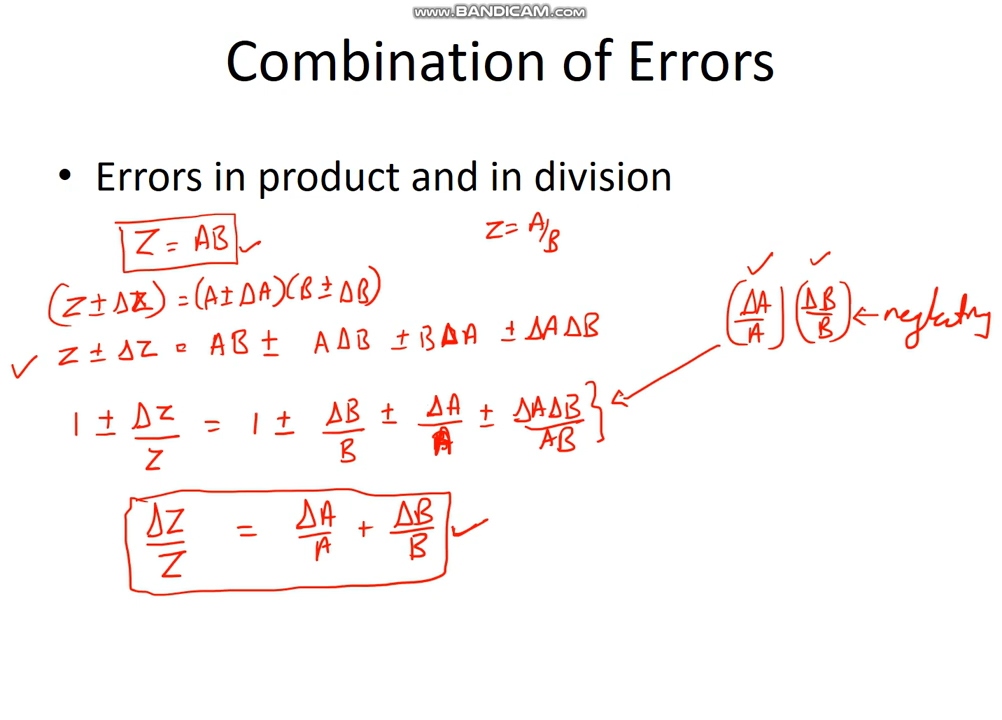 www.BANDICAM.com
Combination of Errors
• Errors in product and in division
Z = AB
Z = A/B
(Z ± ΔZ) = (A ± ΔA)(B ± ΔB)
(ΔA/A)(ΔB/B) ← neglecting
Z ± ΔZ = AB ± AΔB ± BΔA ± ΔAΔB
1 ± ΔZ/Z = 1 ± ΔB/B ± ΔA/A ± ΔAΔB/AB
ΔZ/Z = ΔA/A + ΔB/B